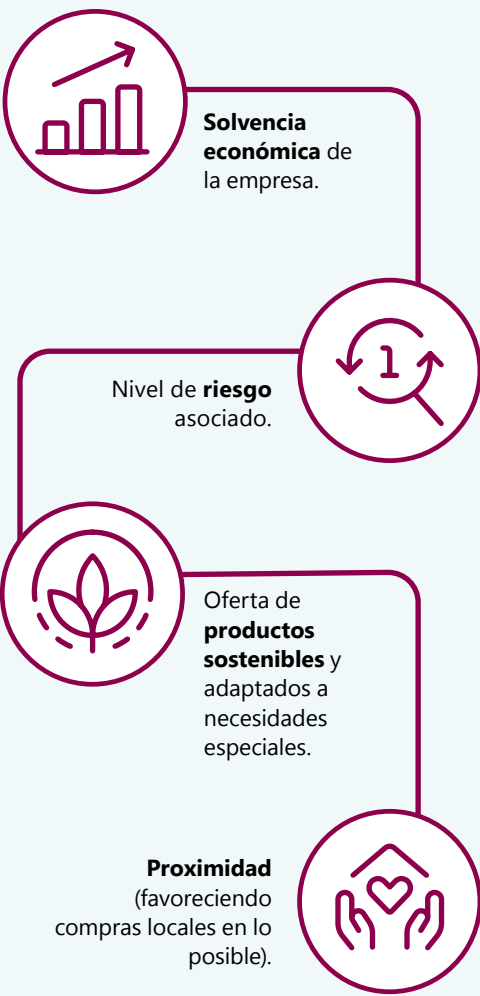 Solvencia
económica de
la empresa.
1
Nivel de riesgo
asociado.
Oferta de
productos
sostenibles y
adaptados a
necesidades
especiales.
Proximidad
(favoreciendo
compras locales en lo
posible).